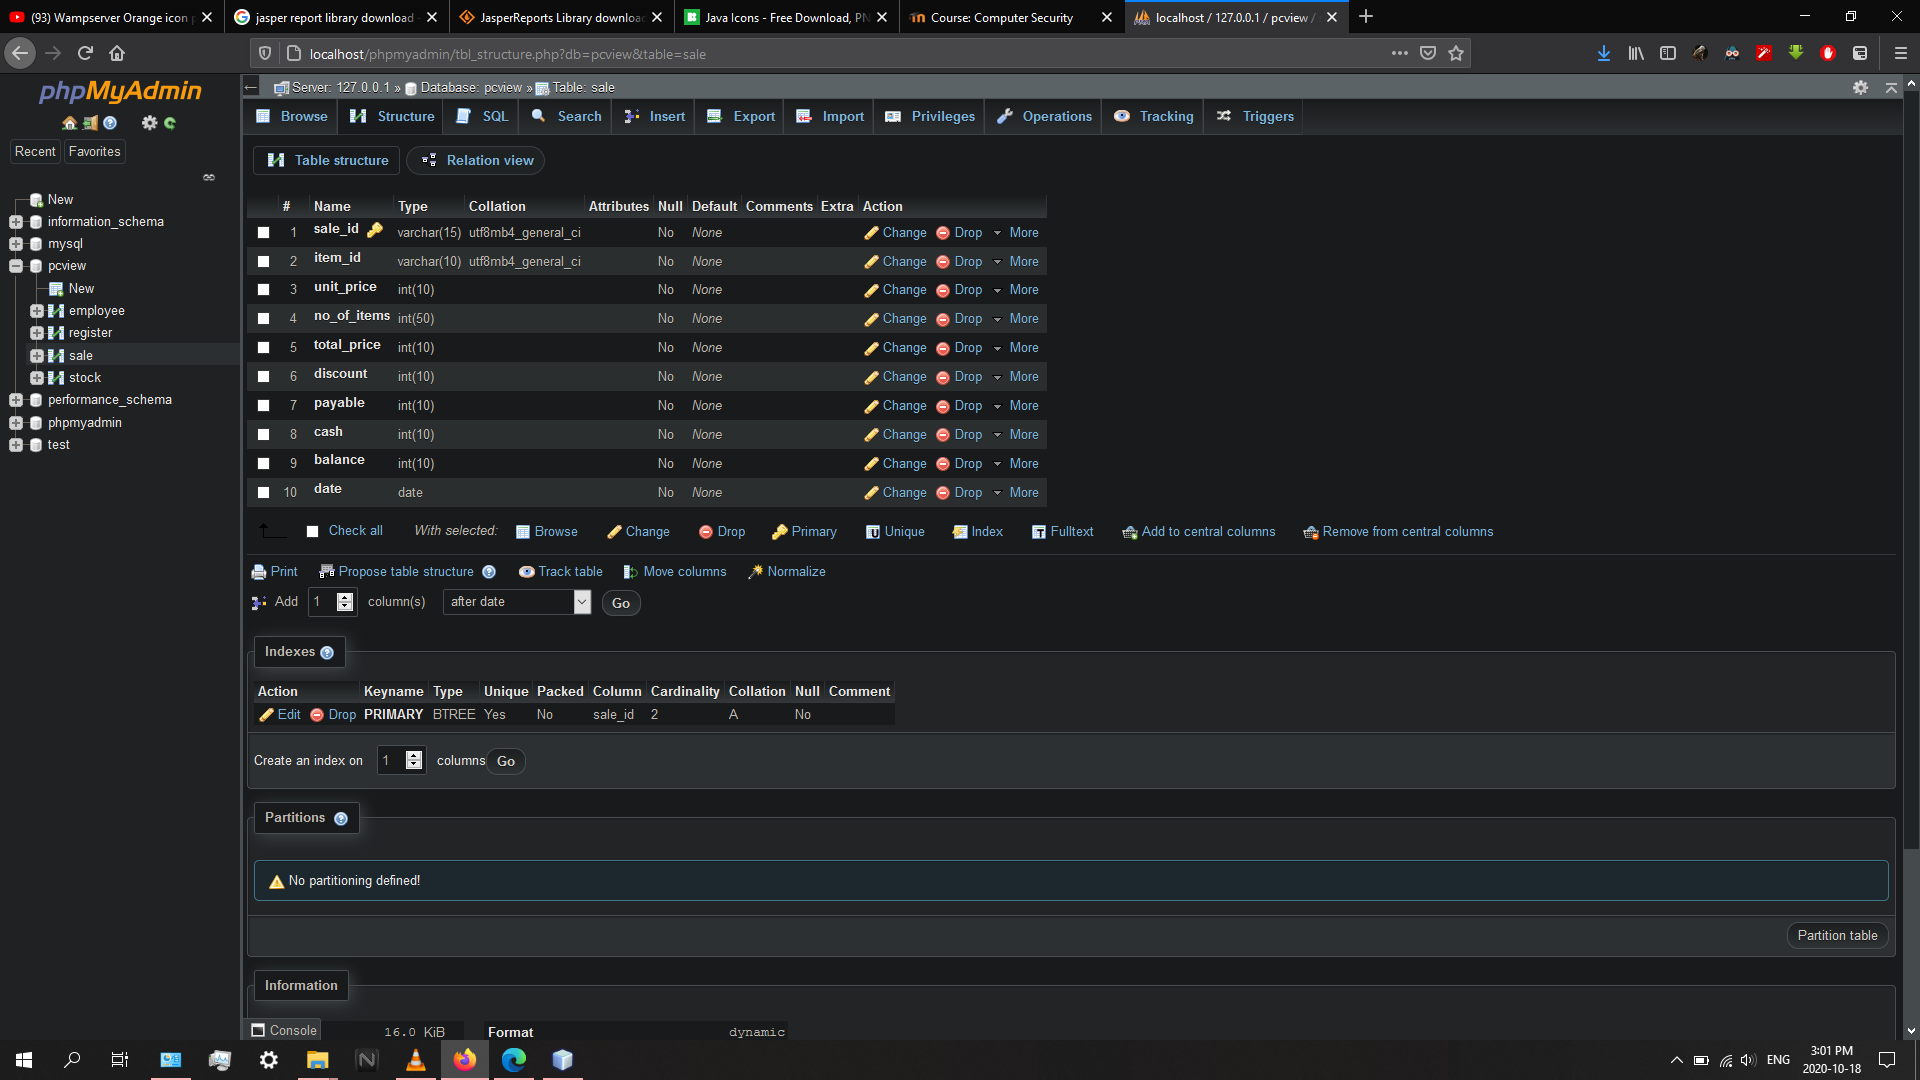 (93) Wampserver Orange icon
jasper report library download
JasperReports Library downloa
Java Icons - Free Download, PN
Course: Computer Security
localhost / 127.0.0.1 / pcview /
localhost/phpmyadmin/tbl_structure.php?db=pcview&table=sale
phpMyAdmin
Server: 127.0.0.1 » Database: pcview » Table: sale
Browse Structure SQL Search Insert Export Import Privileges Operations Tracking Triggers
Recent Favorites
Table structure Relation view
New
information_schema
mysql
pcview
New
employee
register
sale
stock
performance_schema
phpmyadmin
test
# Name Type Collation Attributes Null Default Comments Extra Action
1 sale_id varchar(15) utf8mb4_general_ci No None Change Drop More
2 item_id varchar(10) utf8mb4_general_ci No None Change Drop More
3 unit_price int(10) No None Change Drop More
4 no_of_items int(50) No None Change Drop More
5 total_price int(10) No None Change Drop More
6 discount int(10) No None Change Drop More
7 payable int(10) No None Change Drop More
8 cash int(10) No None Change Drop More
9 balance int(10) No None Change Drop More
10 date date No None Change Drop More
Check all With selected: Browse Change Drop Primary Unique Index Fulltext Add to central columns Remove from central columns
Print Propose table structure Track table Move columns Normalize
Add 1 column(s) after date Go
Indexes
Action Keyname Type Unique Packed Column Cardinality Collation Null Comment
Edit Drop PRIMARY BTREE Yes No sale_id 2 A No
Create an index on 1 columns Go
Partitions
No partitioning defined!
Partition table
Information
Console 16.0 KiB Format dynamic
ENG 3:01 PM
2020-10-18